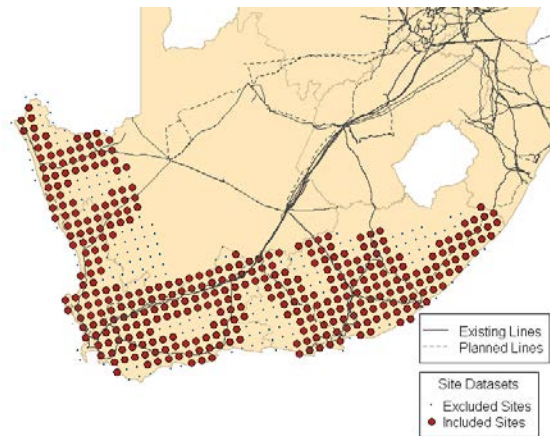 Existing Lines
Planned Lines
Site Datasets
Excluded Sites
Included Sites